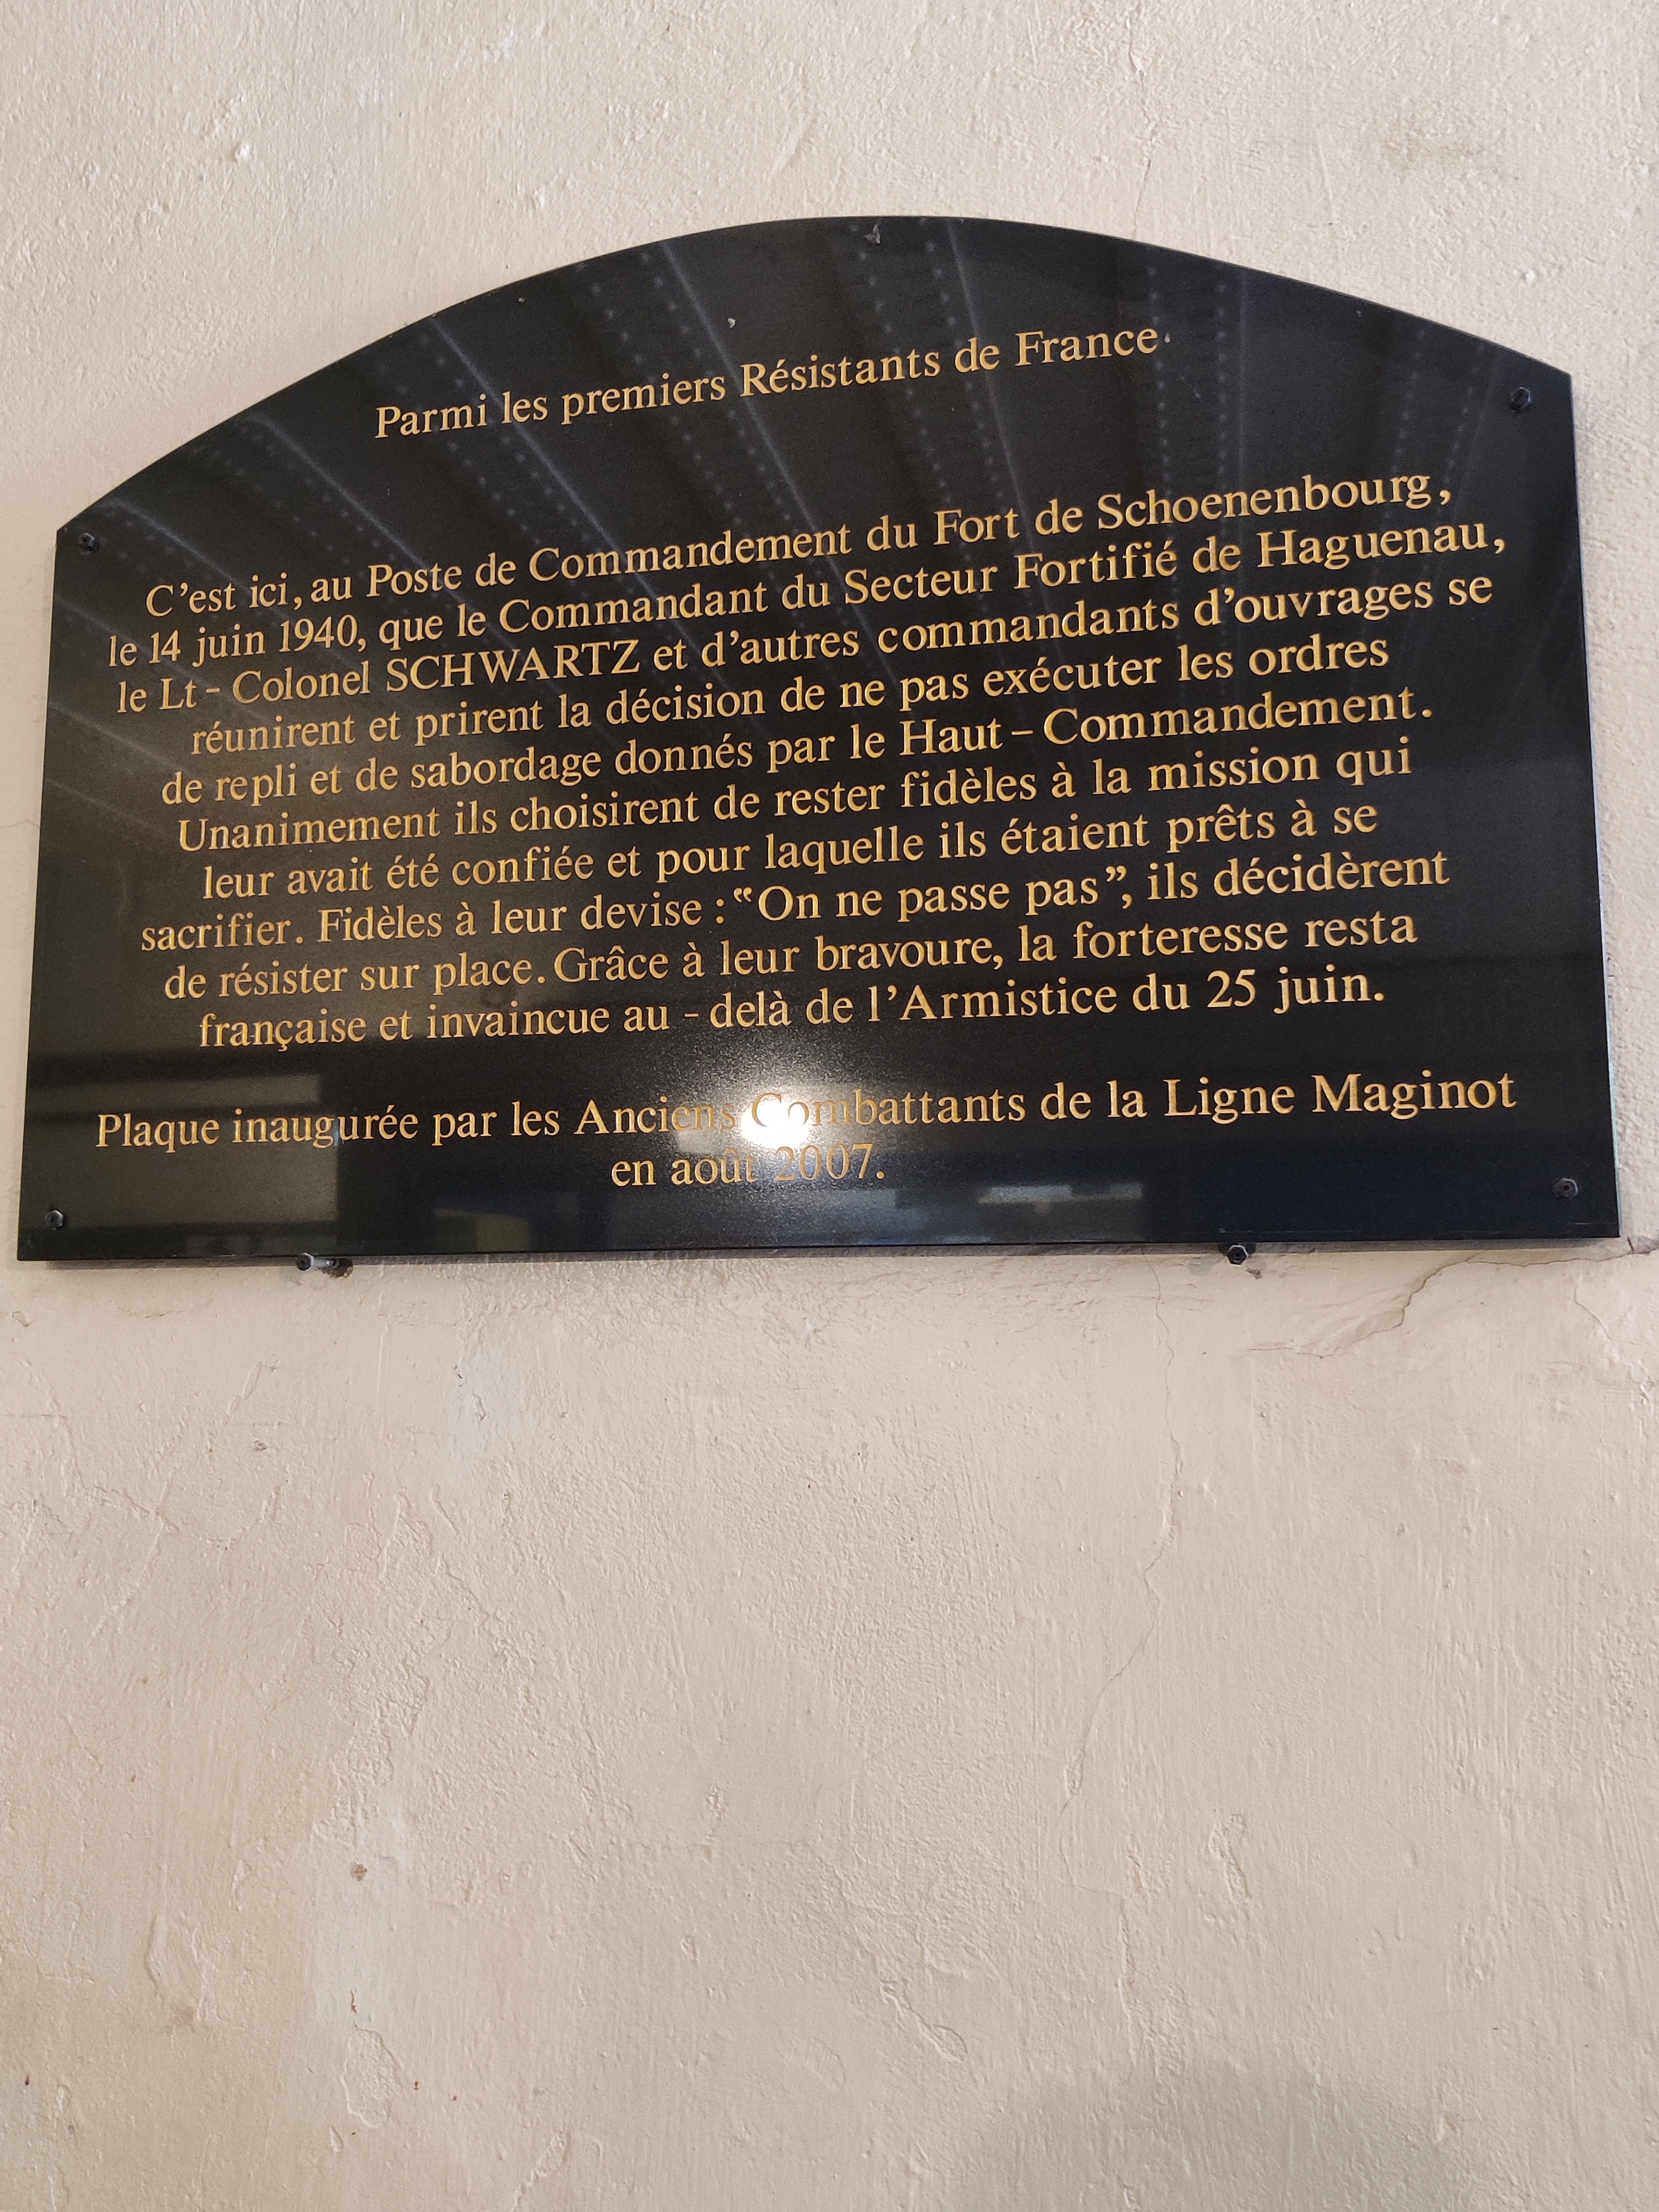 Parmi les premiers Résistants de France
C'est ici, au Poste de Commandement du Fort de Schoenenbourg,
le 14 juin 1940, que le Commandant du Secteur Fortifié de Haguenau,
le Lt - Colonel SCHWARTZ et d'autres commandants d'ouvrages se
réunirent et prirent la décision de ne pas exécuter les ordres
de repli et de sabordage donnés par le Haut - Commandement.
Unanimement ils choisirent de rester fidèles à la mission qui
leur avait été confiée et pour laquelle ils étaient prêts à se
sacrifier. Fidèles à leur devise : "On ne passe pas", ils décidèrent
de résister sur place. Grâce à leur bravoure, la forteresse resta
française et invaincue au - delà de l'Armistice du 25 juin.
Plaque inaugurée par les Anciens Combattants de la Ligne Maginot
en août 2007.